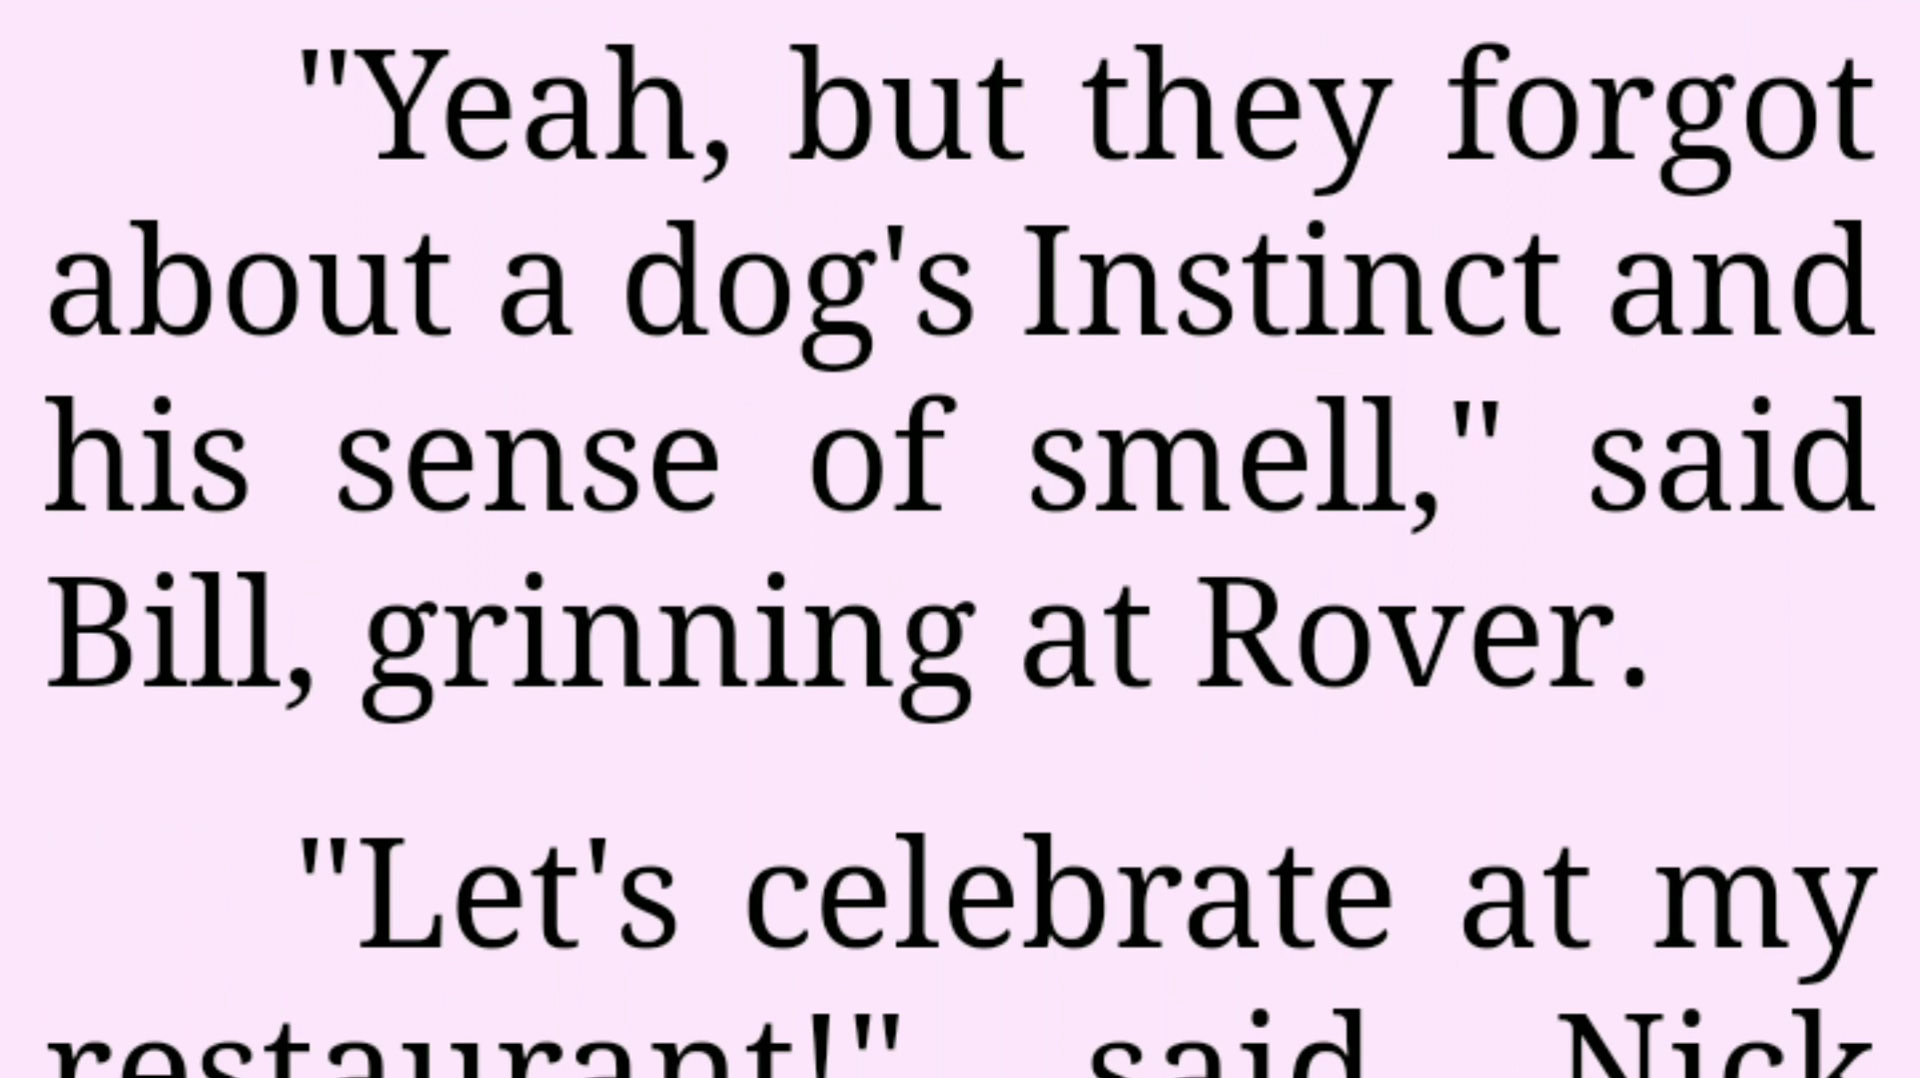 "Yeah, but they forgot
about a dog's Instinct and
his sense of smell," said
Bill, grinning at Rover.
"Let's celebrate at my
restaurant!" said Nick